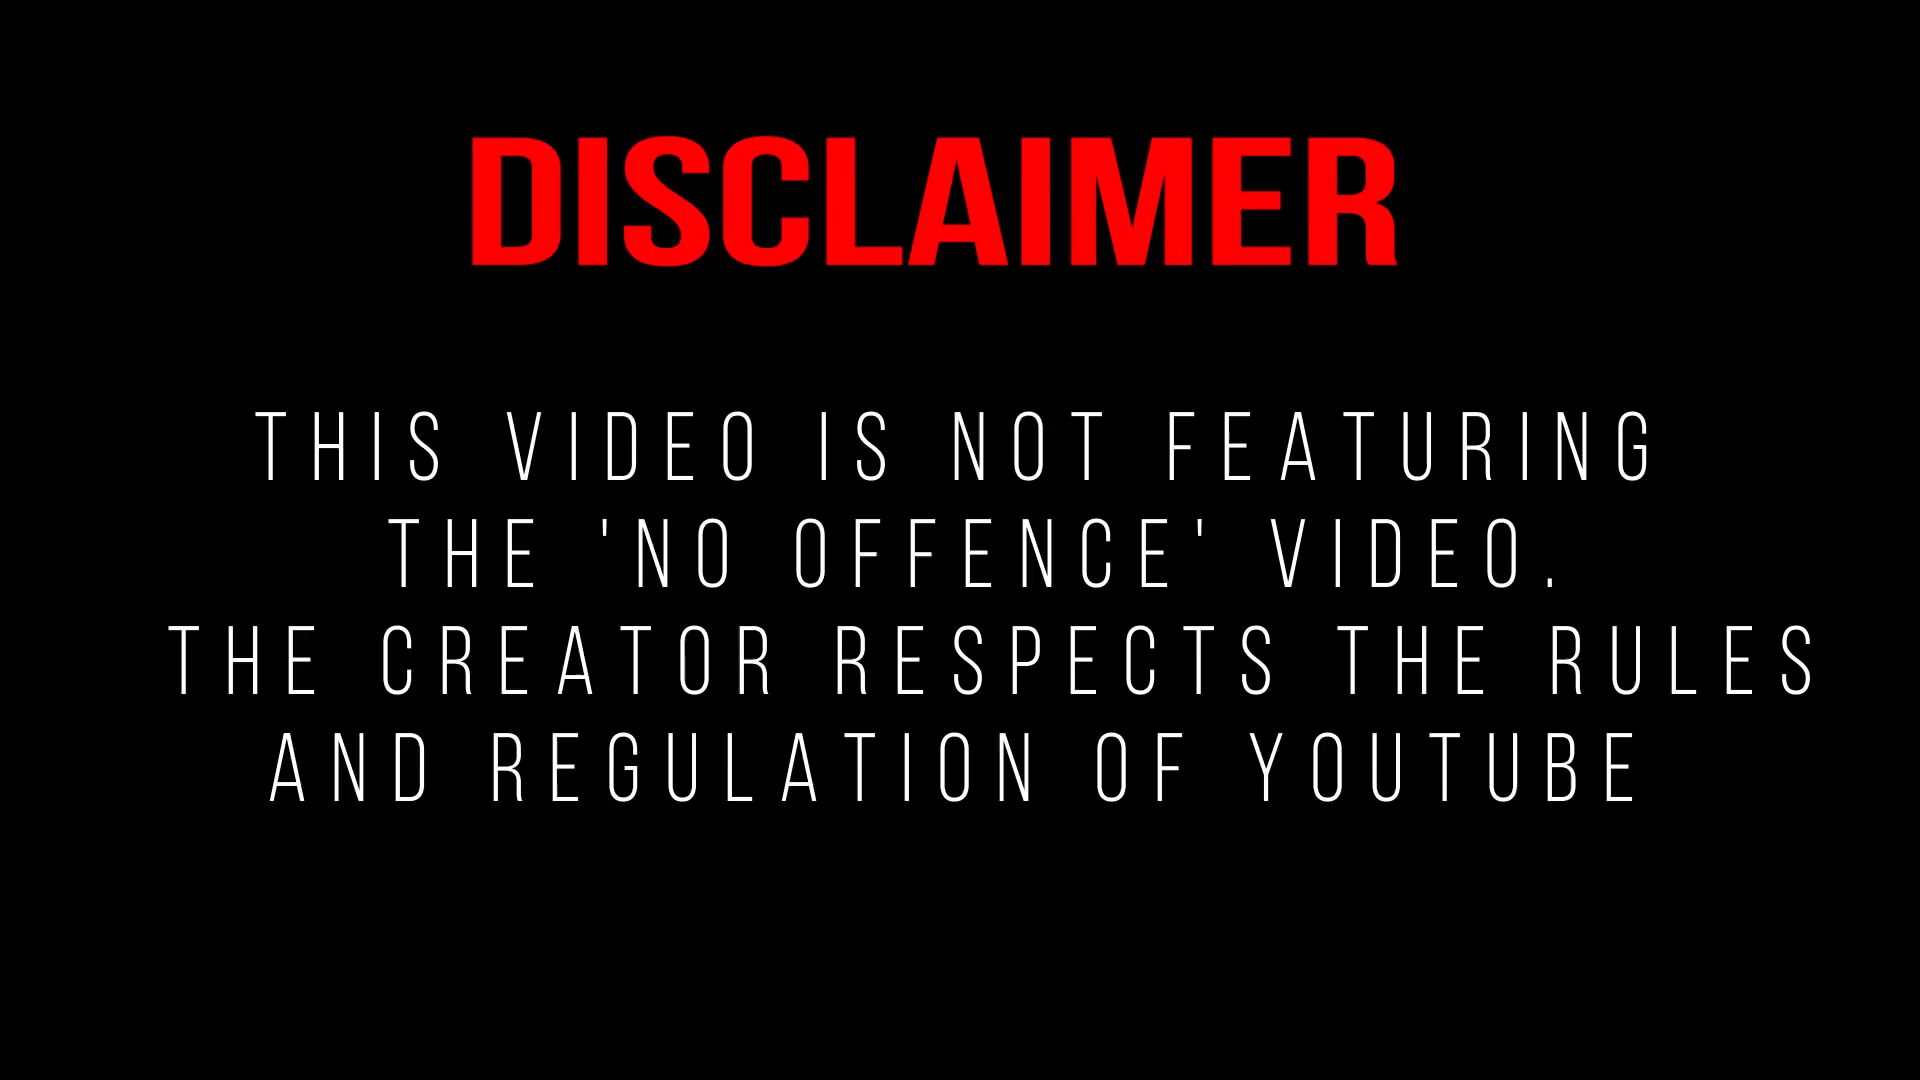 DISCLAIMER
THIS VIDEO IS NOT FEATURING
THE 'NO OFFENCE' VIDEO.
THE CREATOR RESPECTS THE RULES
AND REGULATION OF YOUTUBE